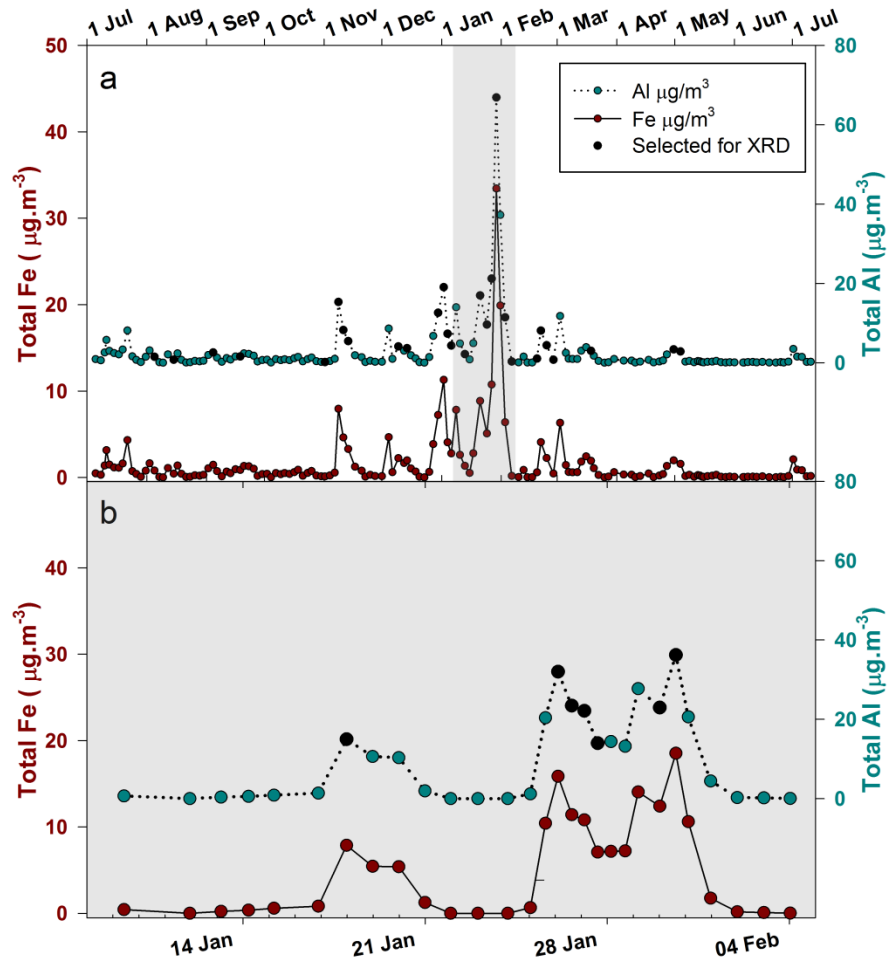 1 Jul 1 Aug 1 Sep 1 Oct 1 Nov 1 Dec 1 Jan 1 Feb 1 Mar 1 Apr 1 May 1 Jun 1 Jul
50 80
a
Al µg/m³
Fe µg/m³
Selected for XRD
40 60
30 40
20 20
10 0
0
Total Fe ( µg.m⁻³)
Total Al (µg.m⁻³)
80
b
40 60
30 40
20 20
10 0
0
Total Fe ( µg.m⁻³)
Total Al (µg.m⁻³)
14 Jan 21 Jan 28 Jan 04 Feb